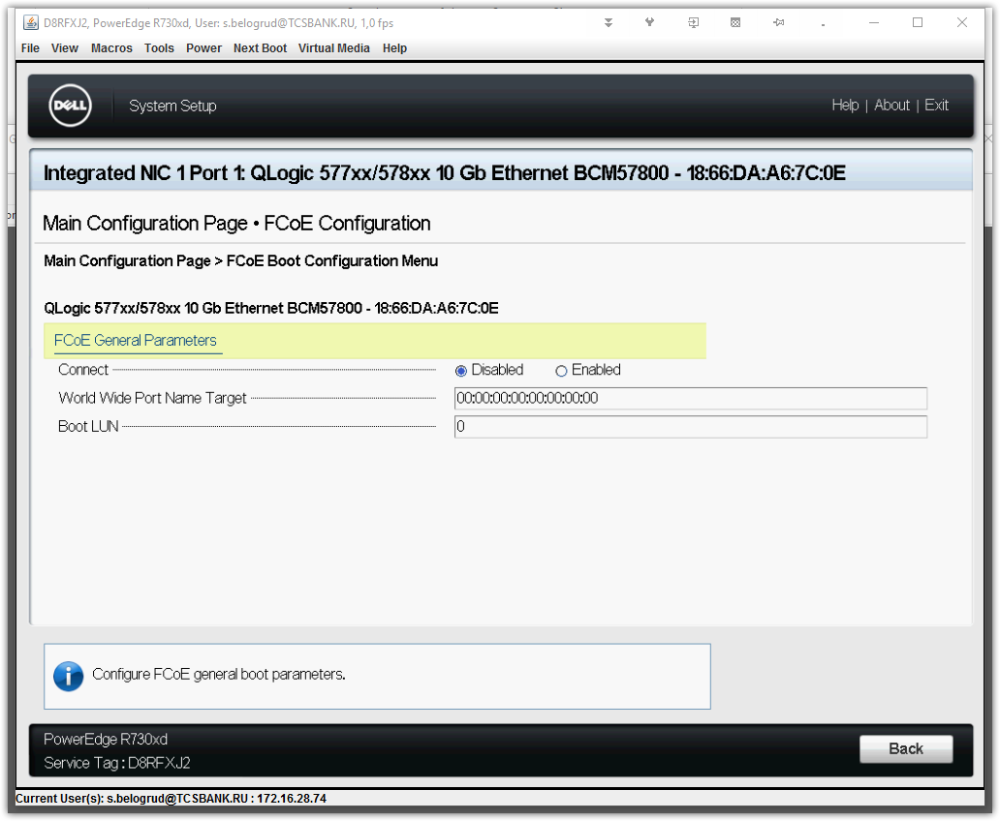 D8RFXJ2, PowerEdge R730xd, User: s.belogrud@TCSBANK.RU, 1,0 fps
File View Macros Tools Power Next Boot Virtual Media Help
DELL System Setup Help | About | Exit
Integrated NIC 1 Port 1: QLogic 577xx/578xx 10 Gb Ethernet BCM57800 - 18:66:DA:A6:7C:0E
Main Configuration Page • FCoE Configuration
Main Configuration Page > FCoE Boot Configuration Menu
QLogic 577xx/578xx 10 Gb Ethernet BCM57800 - 18:66:DA:A6:7C:0E
FCoE General Parameters
Connect Disabled Enabled
World Wide Port Name Target 00:00:00:00:00:00:00:00
Boot LUN 0
Configure FCoE general boot parameters.
PowerEdge R730xd
Service Tag : D8RFXJ2
Back
Current User(s): s.belogrud@TCSBANK.RU : 172.16.28.74